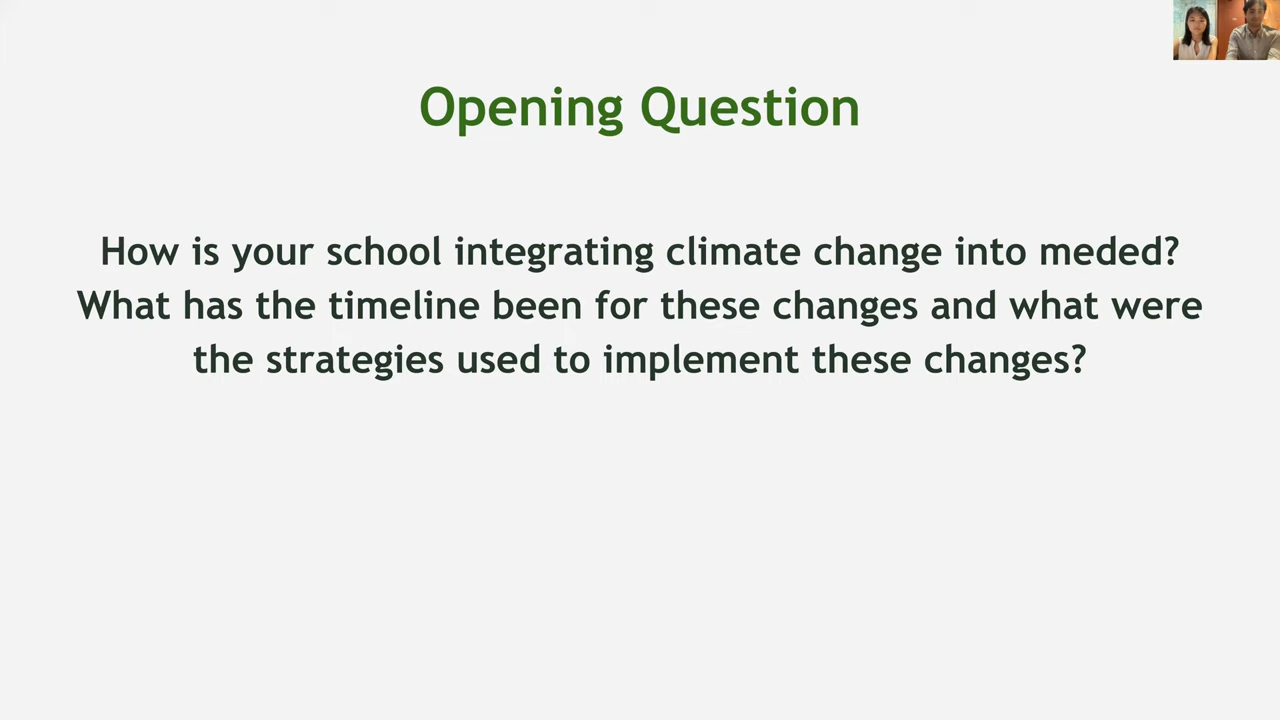 Opening Question
How is your school integrating climate change into meded?
What has the timeline been for these changes and what were
the strategies used to implement these changes?